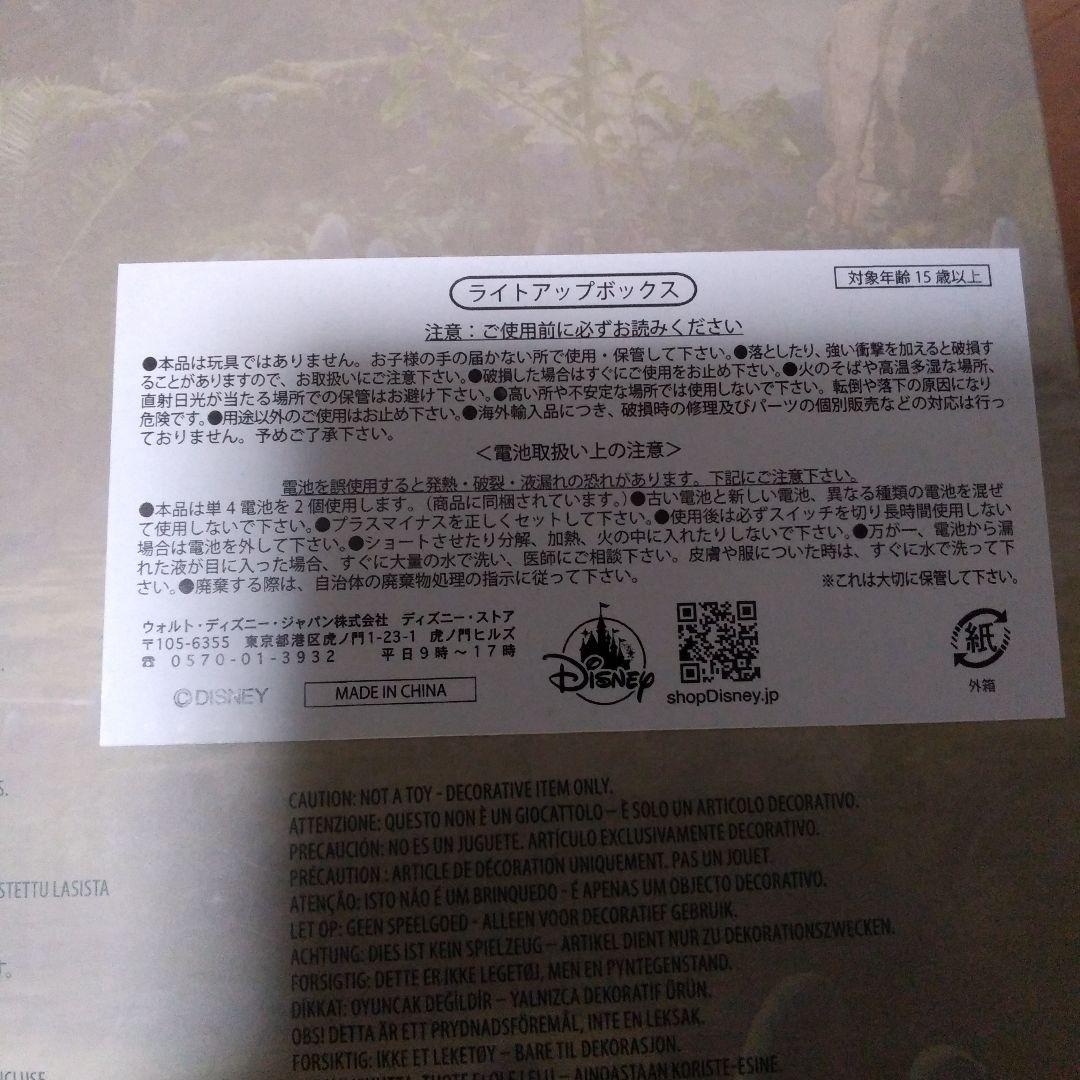 ライトアップボックス
対象年齢 15 歳以上
注意：ご使用前に必ずお読みください
●本品は玩具ではありません。お子様の手の届かない所で使用・保管して下さい。●落としたり、強い衝撃を加えると破損す
ることがありますので、お取扱いにご注意下さい。●破損した場合はすぐにご使用をお止め下さい。●火のそばや高温多湿な場所、
直射日光が当たる場所での保管はお避け下さい。●高い所や不安定な場所では使用しないで下さい。転倒や落下の原因になり
危険です。●用途以外のご使用はお止め下さい。●海外輸入品につき、破損時の修理及びパーツの個別販売などの対応は行っ
ておりません。予めご了承下さい。
＜電池取扱い上の注意＞
電池を誤使用すると発熱・破裂・液漏れの恐れがあります。下記にご注意下さい。
●本品は単４電池を２個使用します。（商品に同梱されています。）●古い電池と新しい電池、異なる種類の電池を混ぜ
て使用しないで下さい。●プラスマイナスを正しくセットして下さい。●使用後は必ずスイッチを切り長時間使用しない
場合は電池を外して下さい。●ショートさせたり分解、加熱、火の中に入れたりしないで下さい。●万が一、電池から漏
れた液が目に入った場合、すぐに大量の水で洗い、医師にご相談下さい。皮膚や服についた時は、すぐに水で洗って下
さい。●廃棄する際は、自治体の廃棄物処理の指示に従って下さい。
※これは大切に保管して下さい。
ウォルト・ディズニー・ジャパン株式会社　ディズニー・ストア
〒105-6355　東京都港区虎ノ門1-23-1　虎ノ門ヒルズ
☎ 0570-01-3932　平日９時～17時
©DISNEY
MADE IN CHINA
Disney
shopDisney.jp
紙
外箱
S.
CAUTION: NOT A TOY - DECORATIVE ITEM ONLY.
ATTENZIONE: QUESTO NON È UN GIOCATTOLO – È SOLO UN ARTICOLO DECORATIVO.
PRECAUCIÓN: NO ES UN JUGUETE. ARTÍCULO EXCLUSIVAMENTE DECORATIVO.
PRÉCAUTION : ARTICLE DE DÉCORATION UNIQUEMENT. PAS UN JOUET.
STETTU LASISTA
ATENÇÃO: ISTO NÃO É UM BRINQUEDO - É APENAS UM OBJECTO DECORATIVO.
LET OP: GEEN SPEELGOED - ALLEEN VOOR DECORATIEF GEBRUIK.
ACHTUNG: DIES IST KEIN SPIELZEUG – ARTIKEL DIENT NUR ZU DEKORATIONSZWECKEN.
FORSIGTIG: DETTE ER IKKE LEGETØJ, MEN EN PYNTEGENSTAND.
DİKKAT: OYUNCAK DEĞİLDİR – YALNIZCA DEKORATİF ÜRÜN.
OBS! DETTA ÄR ETT PRYDNADSFÖREMÅL, INTE EN LEKSAK.
FORSIKTIG: IKKE ET LEKETØY – BARE TIL DEKORASJON.
AINOASTAAN KORISTE-ESINE.